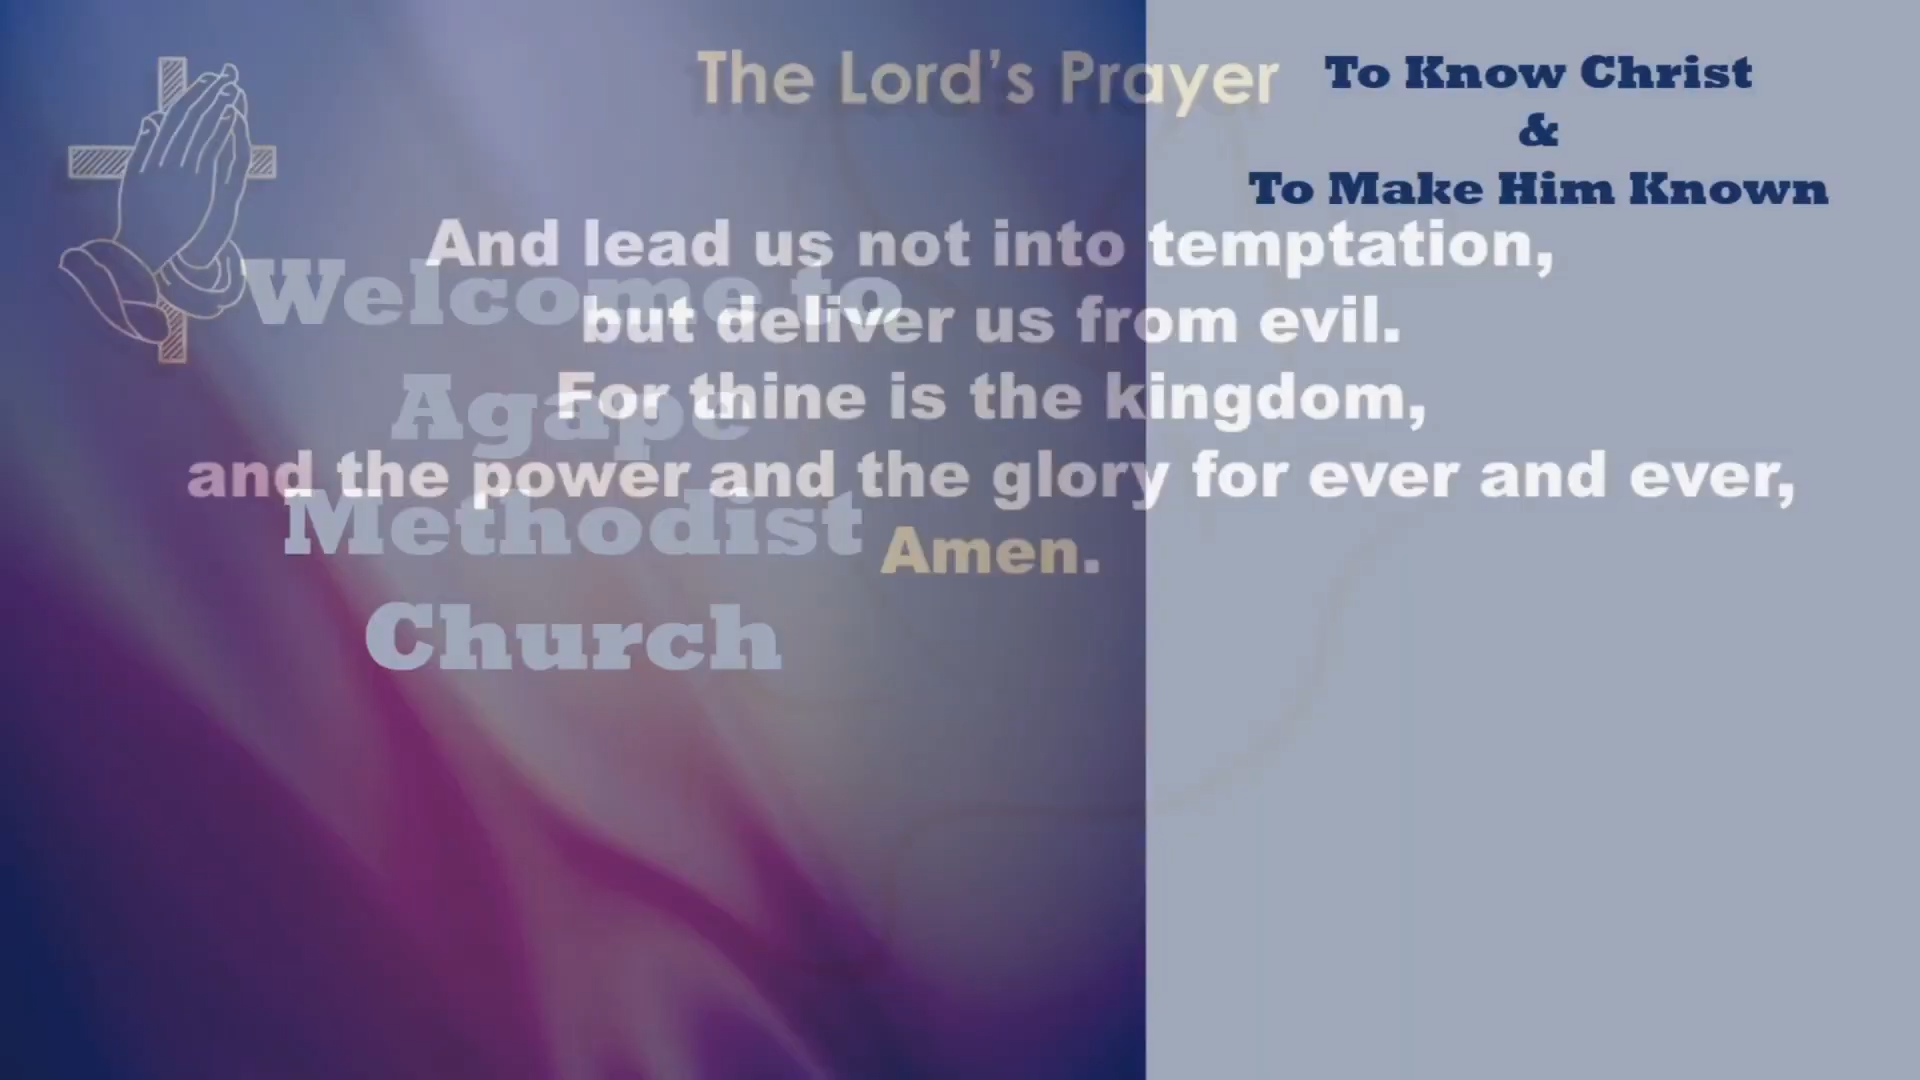 The Lord's Prayer
And lead us not into temptation,
but deliver us from evil.
For thine is the kingdom,
and the power and the glory for ever and ever,
Amen.
Welcome to
Agape
Methodist
Church
To Know Christ
&
To Make Him Known